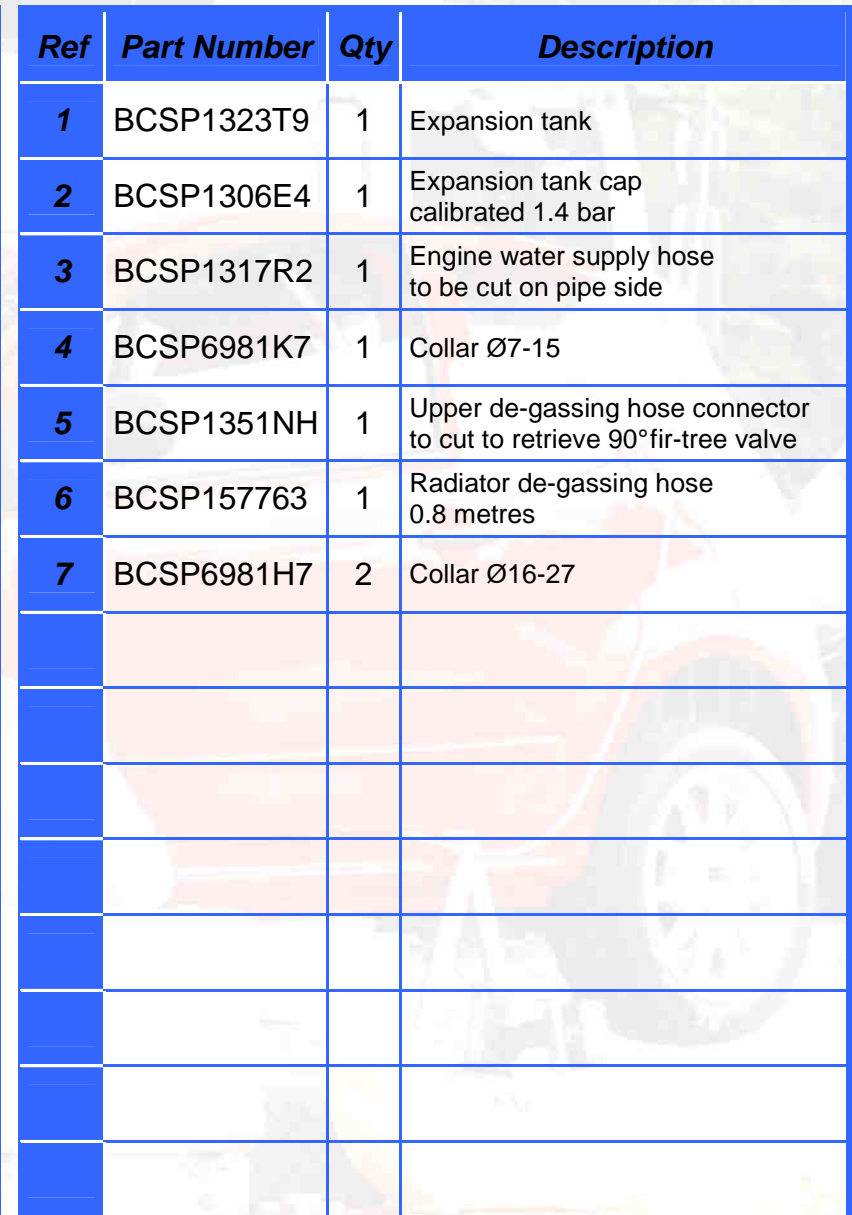 Ref Part Number Qty Description
1 BCSP1323T9 1 Expansion tank
2 BCSP1306E4 1 Expansion tank cap
calibrated 1.4 bar
3 BCSP1317R2 1 Engine water supply hose
to be cut on pipe side
4 BCSP6981K7 1 Collar Ø7-15
5 BCSP1351NH 1 Upper de-gassing hose connector
to cut to retrieve 90°fir-tree valve
6 BCSP157763 1 Radiator de-gassing hose
0.8 metres
7 BCSP6981H7 2 Collar Ø16-27